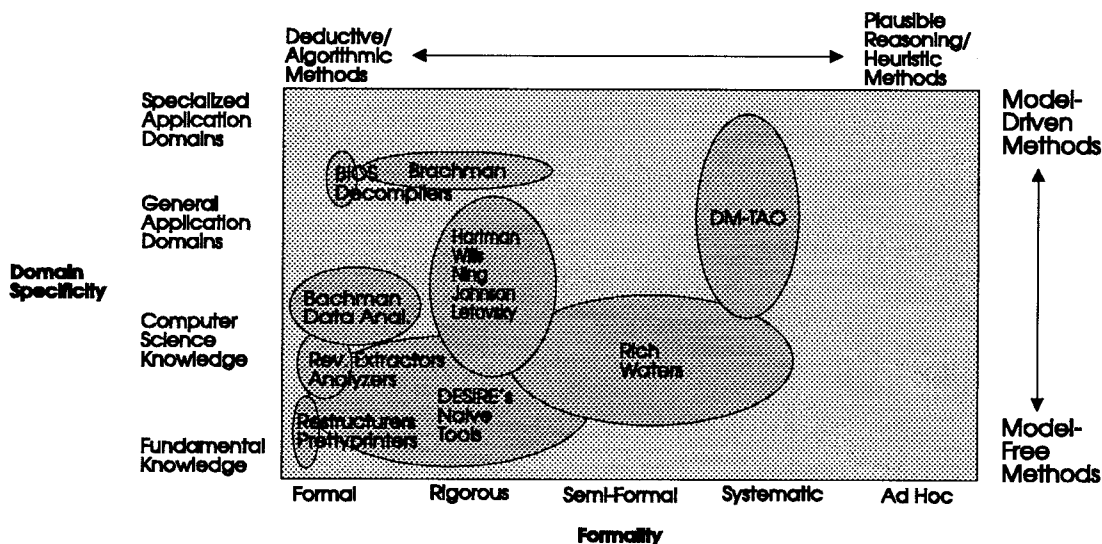 Deductive/
Algorithmic
Methods
Plausible
Reasoning/
Heuristic
Methods
Specialized
Application
Domains
Model-
Driven
Methods
BIOS
Decompilers
Brachman
General
Application
Domains
DM-TAO
Hartman
Wills
Ning
Johnson
Letovsky
Domain
Specificity
Bachman
Data Anal.
Computer
Science
Knowledge
Rev. Extractors
Analyzers
Rich
Waters
DESIRE's
Naive
Tools
Restructurers
Prettyprinters
Fundamental
Knowledge
Model-
Free
Methods
Formal
Rigorous
Semi-Formal
Systematic
Ad Hoc
Formality